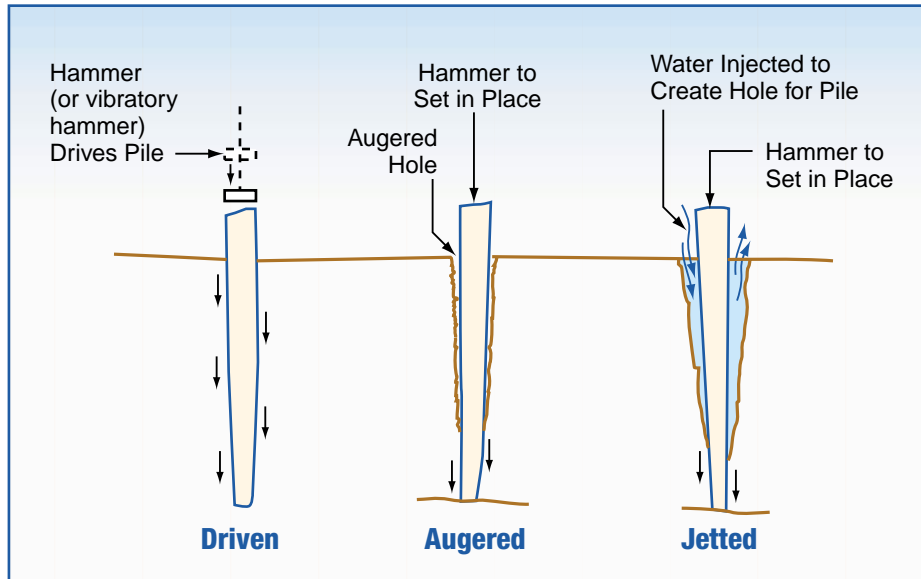 Hammer
(or vibratory
hammer)
Drives Pile
Hammer to
Set in Place
Augered
Hole
Water Injected to
Create Hole for Pile
Hammer to
Set in Place
Driven
Augered
Jetted